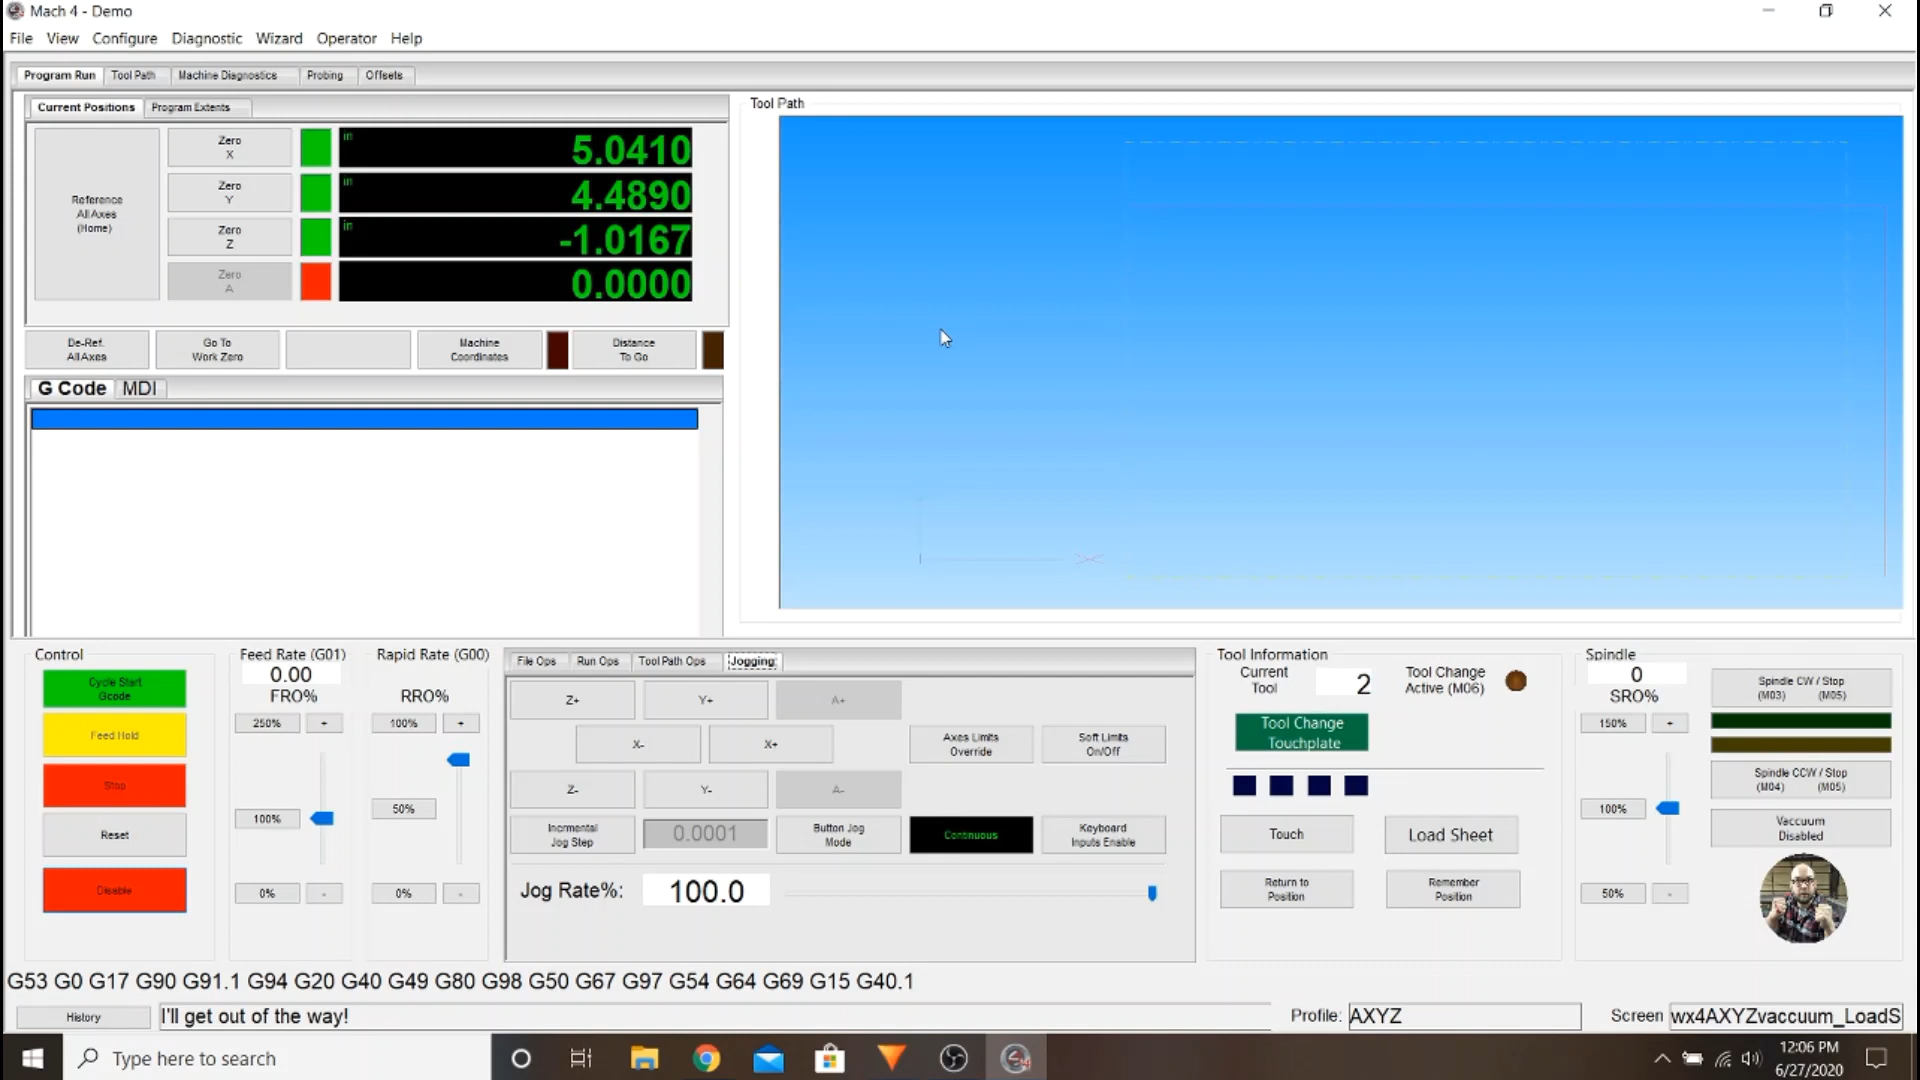 Mach 4 - Demo
File View Configure Diagnostic Wizard Operator Help
Program Run Tool Path Machine Diagnostics Probing Offsets
Current Positions Program Extents
Tool Path
Reference
All Axes
(Home)
Zero
X
in
5.0410
Zero
Y
in
4.4890
Zero
Z
in
-1.0167
Zero
A
0.0000
De-Ref.
All Axes
Go To
Work Zero
Machine
Coordinates
Distance
To Go
G Code MDI
Control
Cycle Start
Gcode
Feed Hold
Stop
Reset
Disable
Feed Rate (G01)
0.00
FRO%
250% +
100%
0% -
Rapid Rate (G00)
RRO%
100% +
50%
0% -
File Ops Run Ops Tool Path Ops Jogging
Z+ Y+ A+
X- X+
Axes Limits
Override
Soft Limits
On/Off
Z- Y- A-
Incrmental
Jog Step
0.0001
Button Jog
Mode
Continuous
Keyboard
Inputs Enable
Jog Rate%: 100.0
Tool Information
Current
Tool
2
Tool Change
Active (M06)
Tool Change
Touchplate
Touch
Load Sheet
Return to
Position
Remember
Position
Spindle
0
SRO%
150% +
100%
50% -
Spindle CW / Stop
(M03) (M05)
Spindle CCW / Stop
(M04) (M05)
Vaccuum
Disabled
G53 G0 G17 G90 G91.1 G94 G20 G40 G49 G80 G98 G50 G67 G97 G54 G64 G69 G15 G40.1
History
I'll get out of the way!
Profile: AXYZ
Screen wx4AXYZvaccuum_LoadS
Type here to search
12:06 PM
6/27/2020